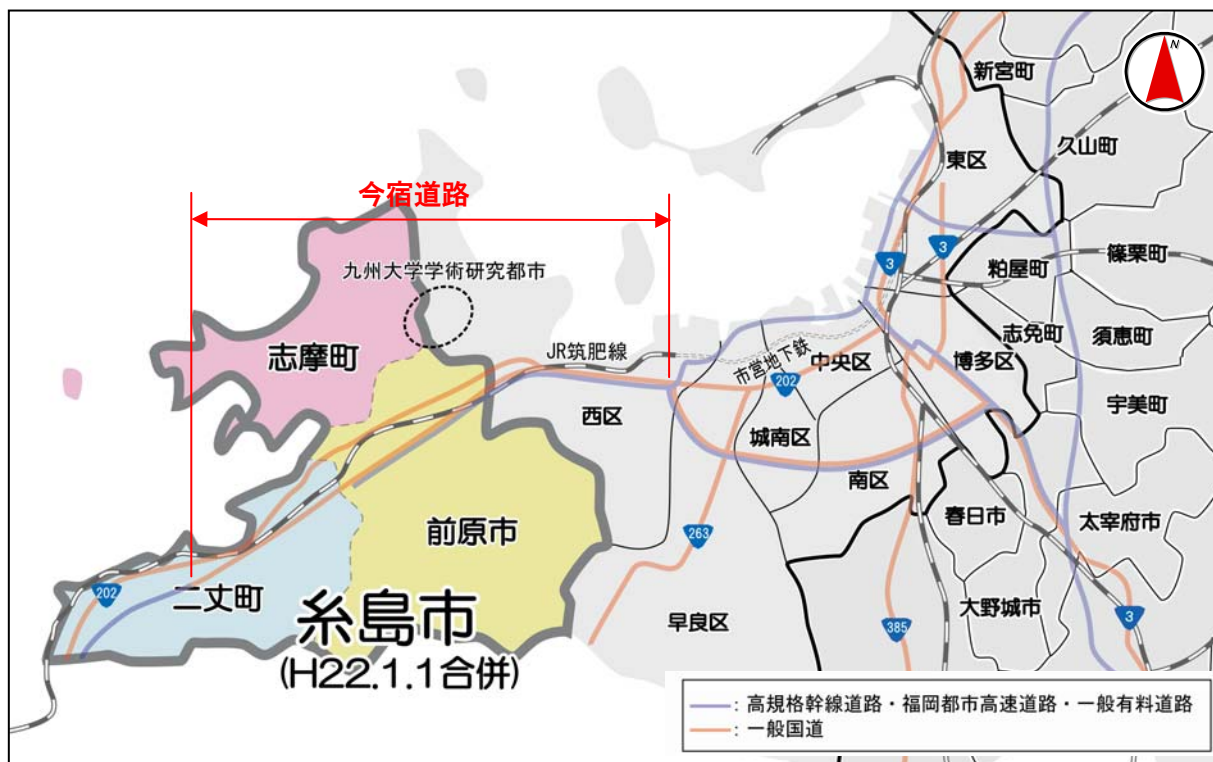 N
新宮町
久山町
東区
今宿道路
九州大学学術研究都市
3
3
粕屋町
篠栗町
志摩町
JR筑肥線
市営地下鉄
中央区
志免町
須恵町
博多区
202
西区
城南区
宇美町
南区
前原市
263
春日市
太宰府市
202
二丈町
糸島市
(H22.1.1合併)
早良区
大野城市
385
3
: 高規格幹線道路・福岡都市高速道路・一般有料道路
: 一般国道